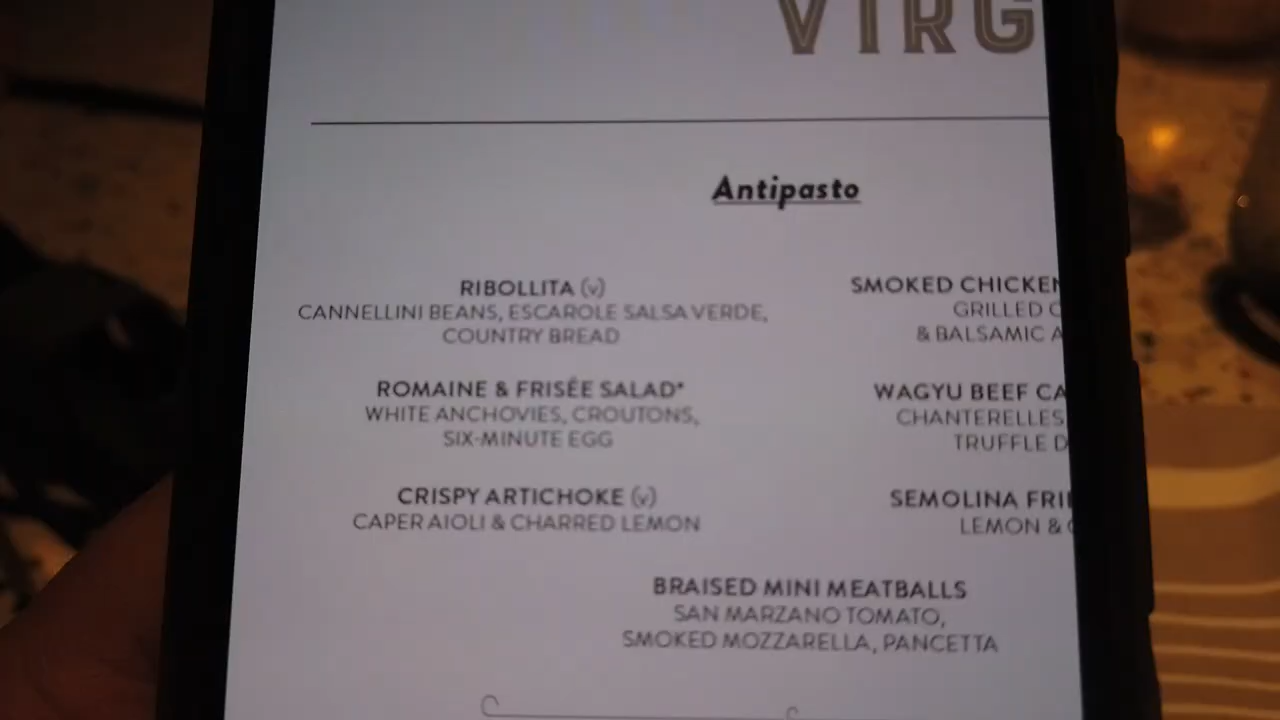 VIRG
Antipasto
RIBOLLITA (v)
CANNELLINI BEANS, ESCAROLE SALSA VERDE,
COUNTRY BREAD
ROMAINE & FRISÉE SALAD*
WHITE ANCHOVIES, CROUTONS,
SIX-MINUTE EGG
CRISPY ARTICHOKE (v)
CAPER AIOLI & CHARRED LEMON
SMOKED CHICKEN
GRILLED
& BALSAMIC A
WAGYU BEEF CA
CHANTERELLES,
TRUFFLE D
SEMOLINA FRI
LEMON &
BRAISED MINI MEATBALLS
SAN MARZANO TOMATO,
SMOKED MOZZARELLA, PANCETTA